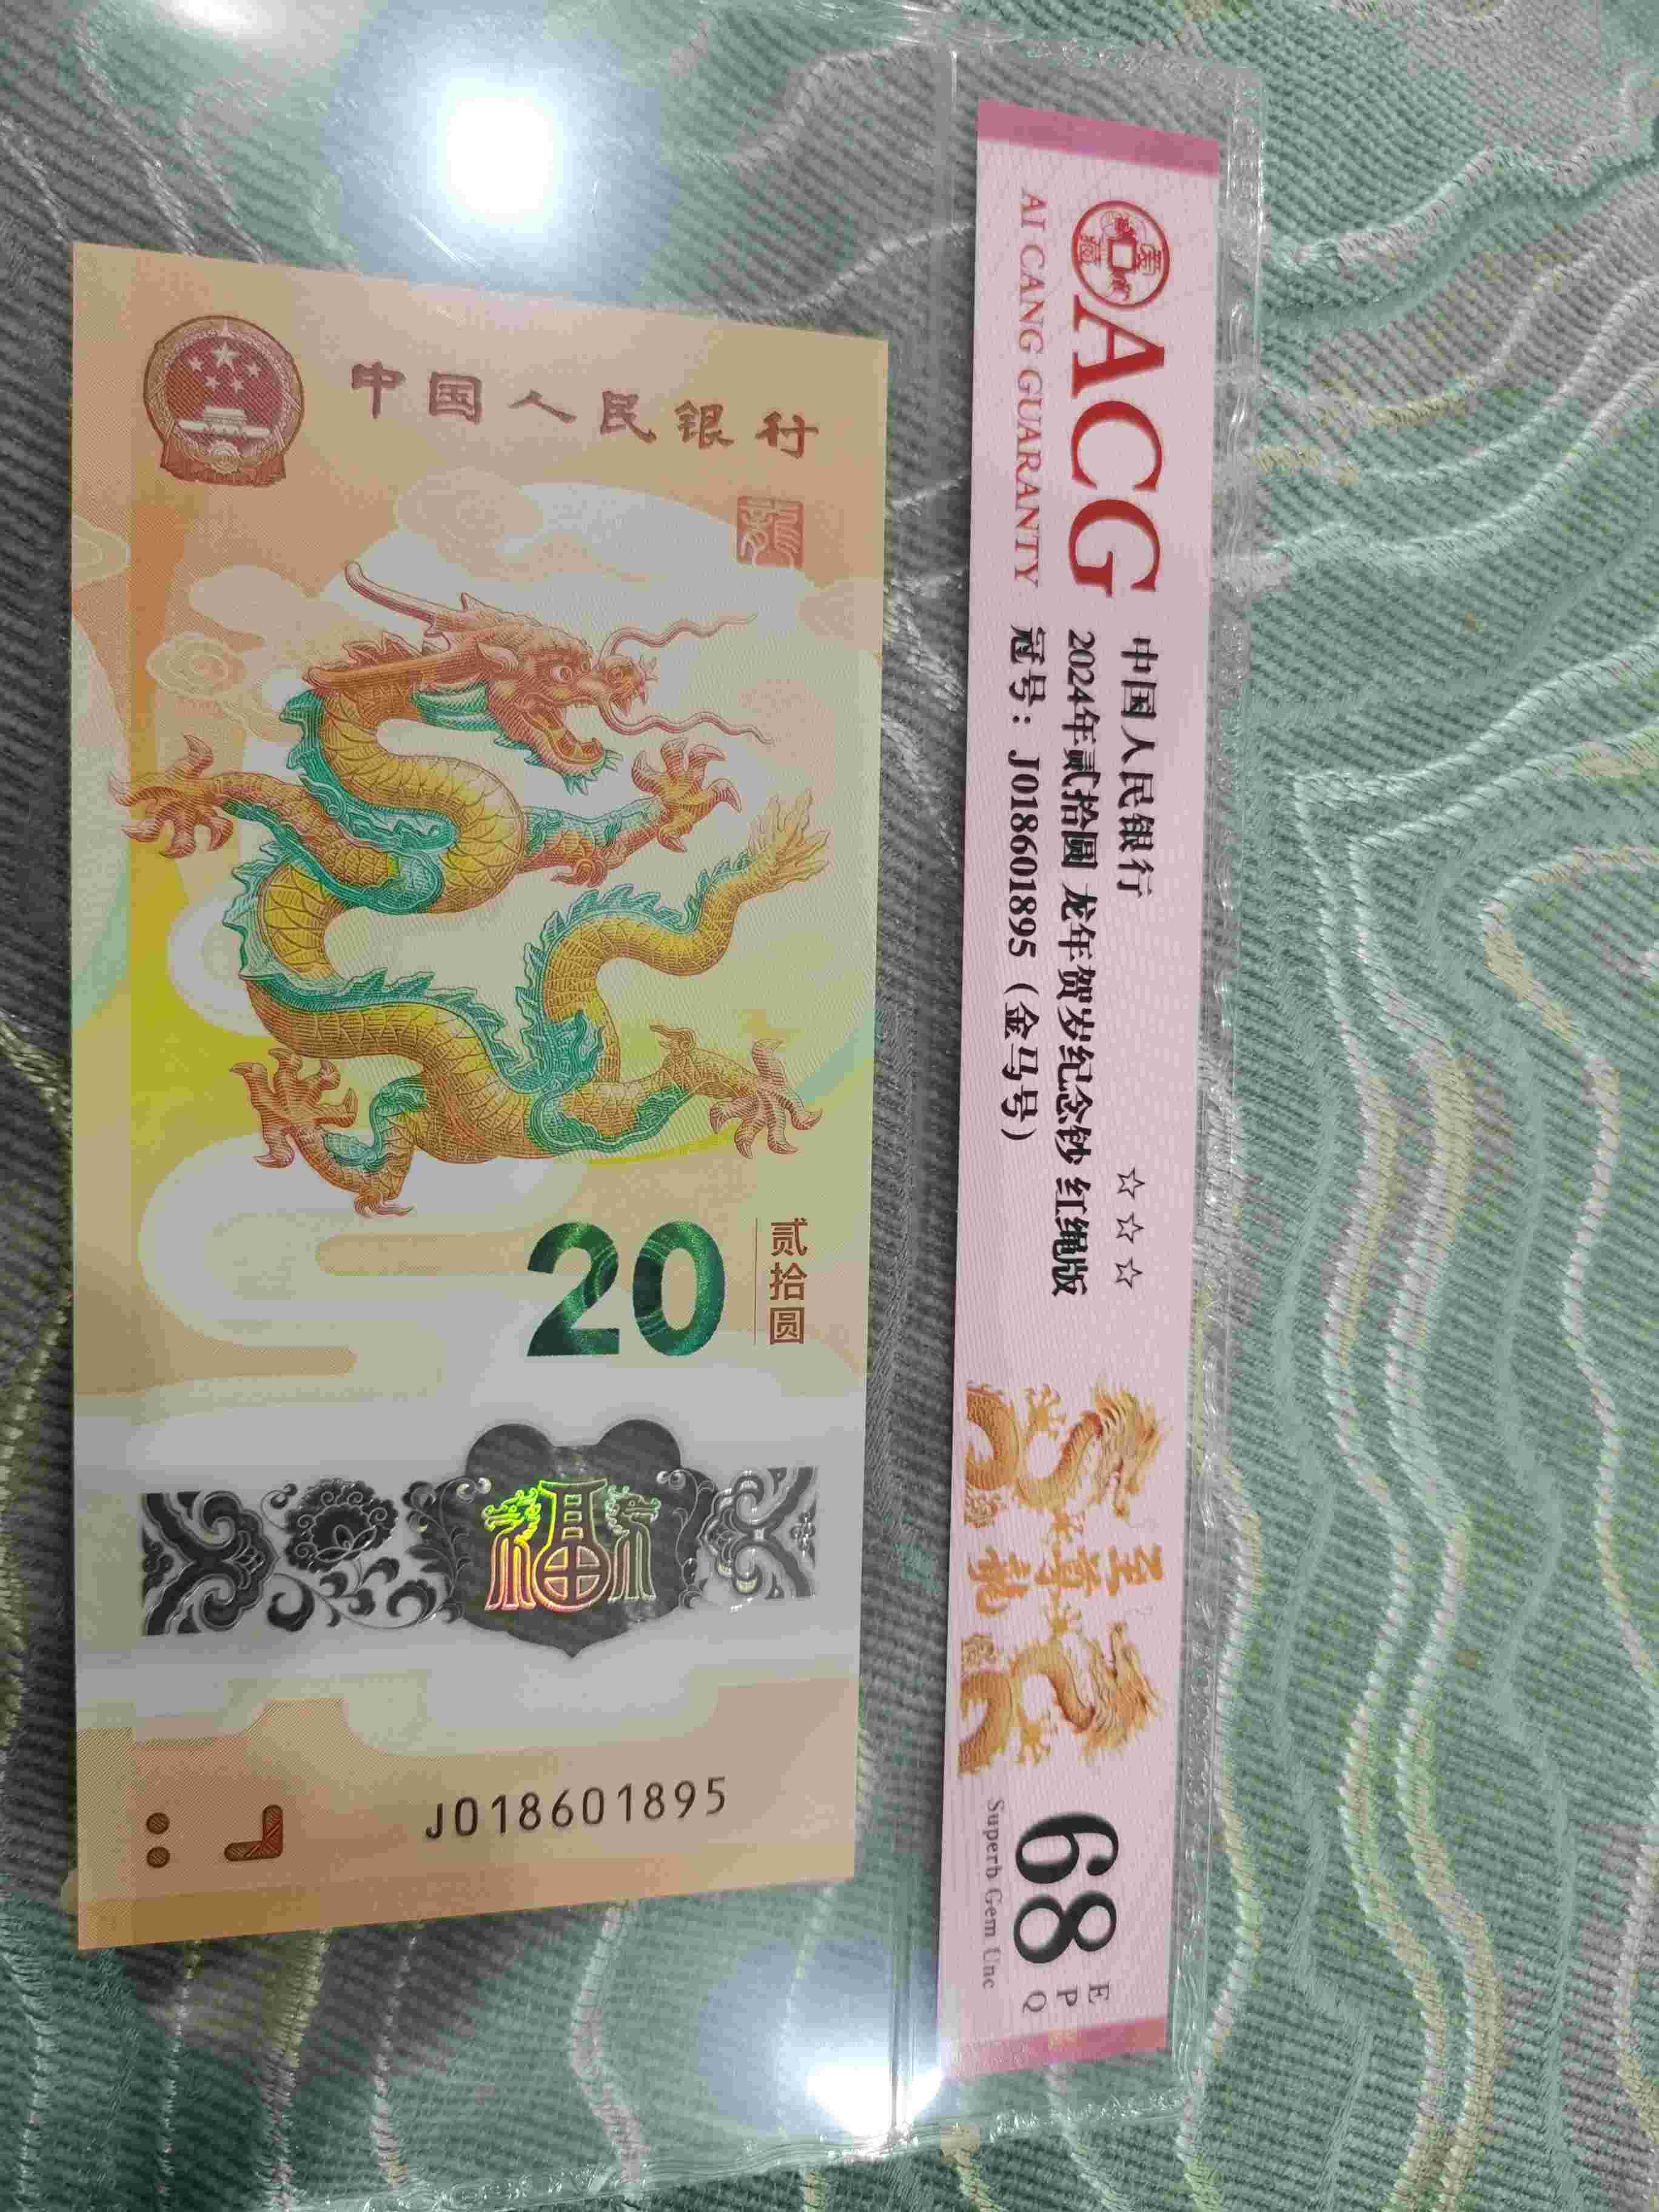 ACG
AI CANG GUARANTY
中国人民银行
☆☆☆
2024年贰拾圆 龙年贺岁纪念钞 红绳版
冠号：J018601895（金马号）
至尊龍
68
E
P
Q
Superb Gem Unc
中国人民银行
龍
20
贰拾圆
福
J018601895